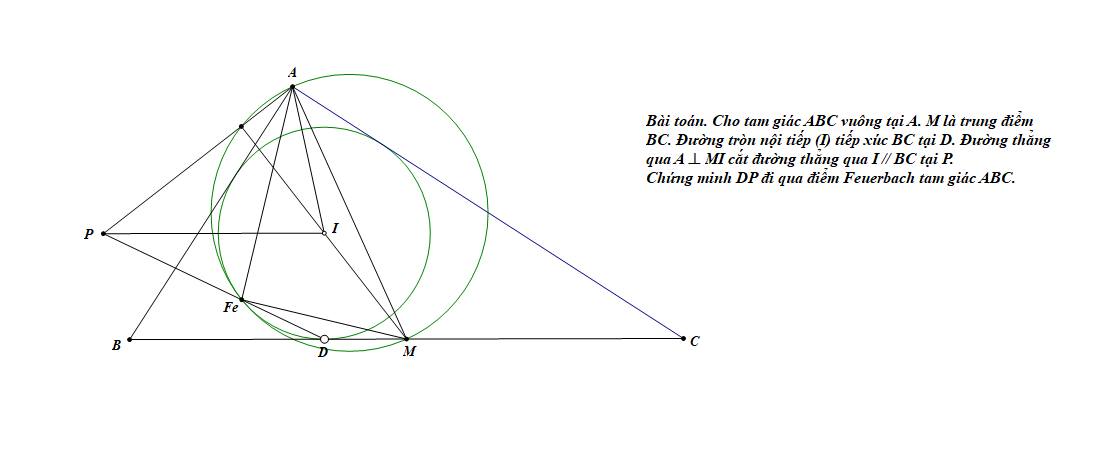 A
Bài toán. Cho tam giác ABC vuông tại A. M là trung điểm
BC. Đường tròn nội tiếp (I) tiếp xúc BC tại D. Đường thẳng
qua A ⊥ MI cắt đường thẳng qua I // BC tại P.
Chứng minh DP đi qua điểm Feuerbach tam giác ABC.
P
I
Fe
B
D
M
C